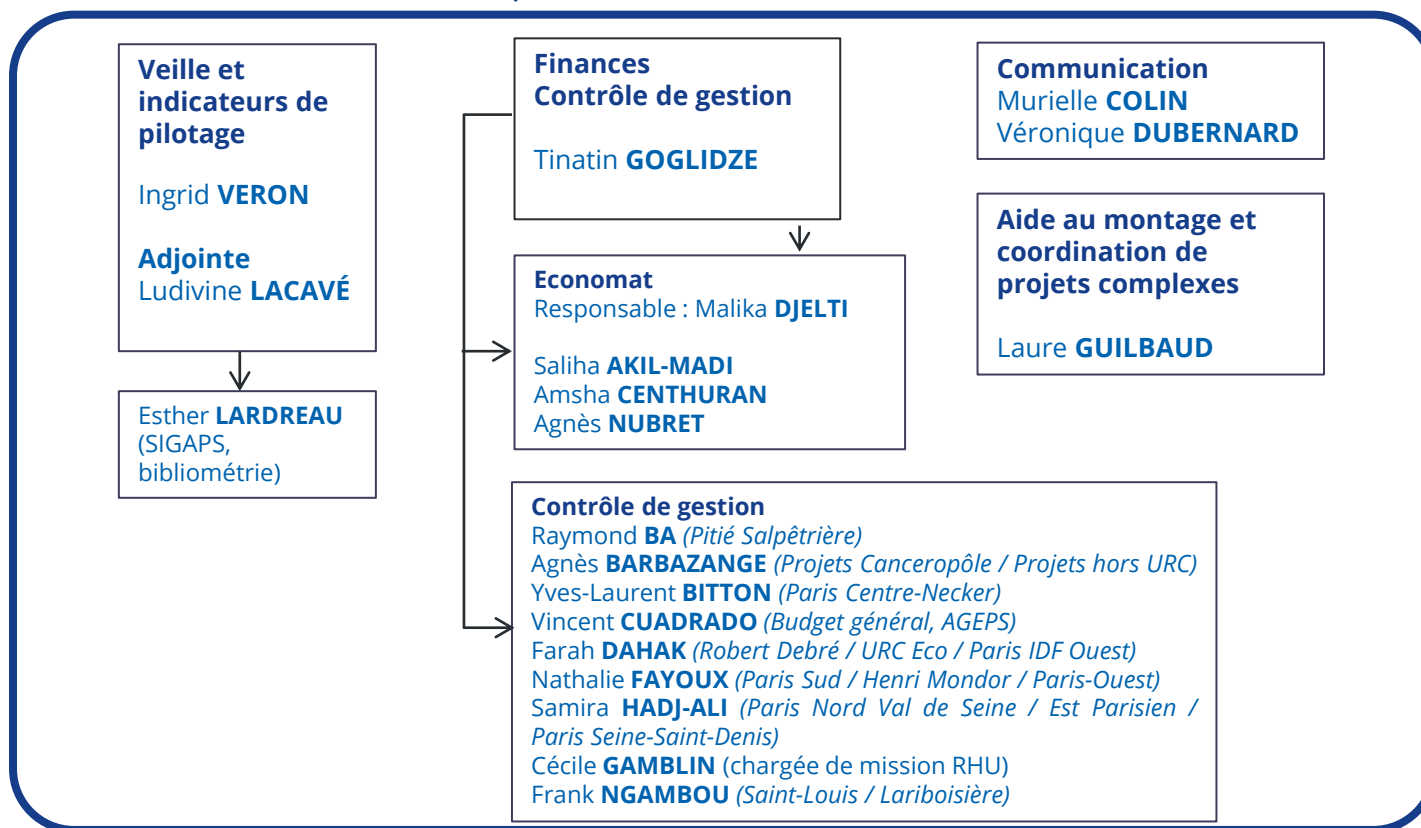 Veille et
indicateurs de
pilotage
Ingrid VERON
Adjointe
Ludivine LACAVÉ
Esther LARDREAU
(SIGAPS,
bibliométrie)
Finances
Contrôle de gestion
Tinatin GOGLIDZE
Economat
Responsable : Malika DJELTI
Saliha AKIL-MADI
Amsha CENTHURAN
Agnès NUBRET
Contrôle de gestion
Raymond BA (Pitié Salpêtrière)
Agnès BARBAZANGE (Projets Canceropôle / Projets hors URC)
Yves-Laurent BITTON (Paris Centre-Necker)
Vincent CUADRADO (Budget général, AGEPS)
Farah DAHAK (Robert Debré / URC Eco / Paris IDF Ouest)
Nathalie FAYOUX (Paris Sud / Henri Mondor / Paris-Ouest)
Samira HADJ-ALI (Paris Nord Val de Seine / Est Parisien /
Paris Seine-Saint-Denis)
Cécile GAMBLIN (chargée de mission RHU)
Frank NGAMBOU (Saint-Louis / Lariboisière)
Communication
Murielle COLIN
Véronique DUBERNARD
Aide au montage et
coordination de
projets complexes
Laure GUILBAUD